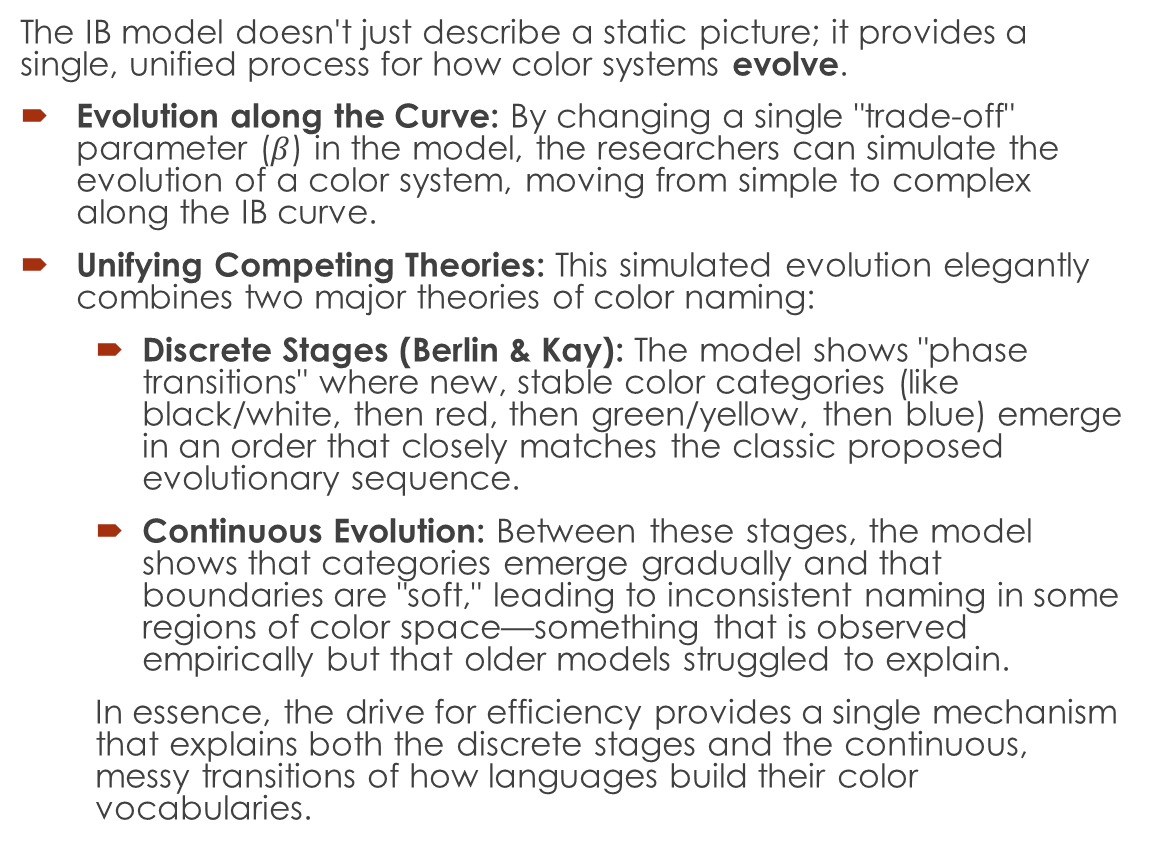 The IB model doesn't just describe a static picture; it provides a
single, unified process for how color systems evolve.
Evolution along the Curve: By changing a single "trade-off"
parameter (β) in the model, the researchers can simulate the
evolution of a color system, moving from simple to complex
along the IB curve.
Unifying Competing Theories: This simulated evolution elegantly
combines two major theories of color naming:
Discrete Stages (Berlin & Kay): The model shows "phase
transitions" where new, stable color categories (like
black/white, then red, then green/yellow, then blue) emerge
in an order that closely matches the classic proposed
evolutionary sequence.
Continuous Evolution: Between these stages, the model
shows that categories emerge gradually and that
boundaries are "soft," leading to inconsistent naming in some
regions of color space—something that is observed
empirically but that older models struggled to explain.
In essence, the drive for efficiency provides a single mechanism
that explains both the discrete stages and the continuous,
messy transitions of how languages build their color
vocabularies.